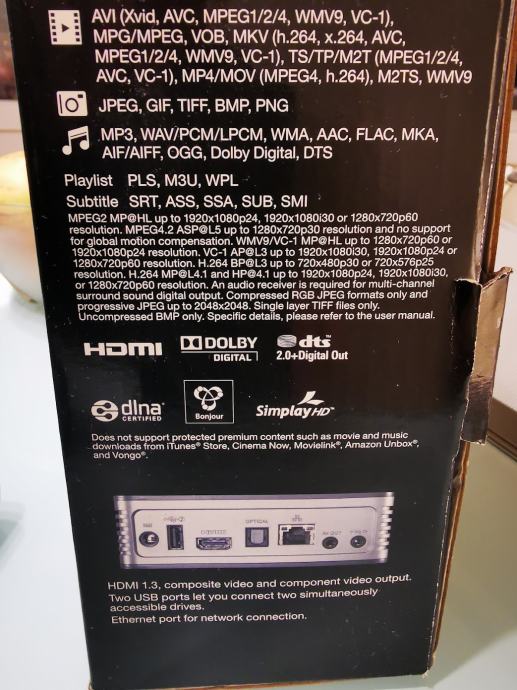 AVI (Xvid, AVC, MPEG1/2/4, WMV9, VC-1),
MPG/MPEG, VOB, MKV (h.264, x.264, AVC,
MPEG1/2/4, WMV9, VC-1), TS/TP/M2T (MPEG1/2/4,
AVC, VC-1), MP4/MOV (MPEG4, h.264), M2TS, WMV9
JPEG, GIF, TIFF, BMP, PNG
MP3, WAV/PCM/LPCM, WMA, AAC, FLAC, MKA,
AIF/AIFF, OGG, Dolby Digital, DTS
Playlist PLS, M3U, WPL
Subtitle SRT, ASS, SSA, SUB, SMI
MPEG2 MP@HL up to 1920x1080p24, 1920x1080i30 or 1280x720p60
resolution. MPEG4.2 ASP@L5 up to 1280x720p30 resolution and no support
for global motion compensation. WMV9/VC-1 MP@HL up to 1280x720p60 or
1920x1080p24 resolution. VC-1 AP@L3 up to 1920x1080i30, 1920x1080p24 or
1280x720p60 resolution. H.264 BP@L3 up to 720x480p30 or 720x576p25
resolution. H.264 MP@L4.1 and HP@4.1 up to 1920x1080p24, 1920x1080i30,
or 1280x720p60 resolution. An audio receiver is required for multi-channel
surround sound digital output. Compressed RGB JPEG formats only and
progressive JPEG up to 2048x2048. Single layer TIFF files only.
Uncompressed BMP only. Specific details, please refer to the user manual.
HDMI DOLBY DIGITAL dts 2.0+Digital Out
dlna CERTIFIED Bonjour SimplayHD™
Does not support protected premium content such as movie and music
downloads from iTunes® Store, Cinema Now, Movielink®, Amazon Unbox®,
and Vongo®.
OPTICAL
AV OUT
HDMI 1.3, composite video and component video output.
Two USB ports let you connect two simultaneously
accessible drives.
Ethernet port for network connection.